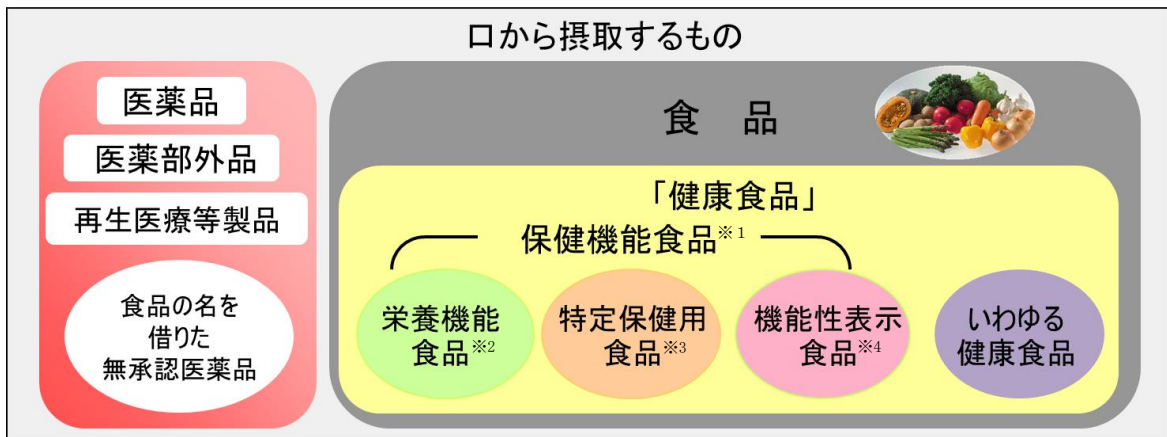 口から摂取するもの
医薬品
医薬部外品
再生医療等製品
食品の名を
借りた
無承認医薬品
食　品
「健康食品」
保健機能食品※1
栄養機能
食品※2
特定保健用
食品※3
機能性表示
食品※4
いわゆる
健康食品